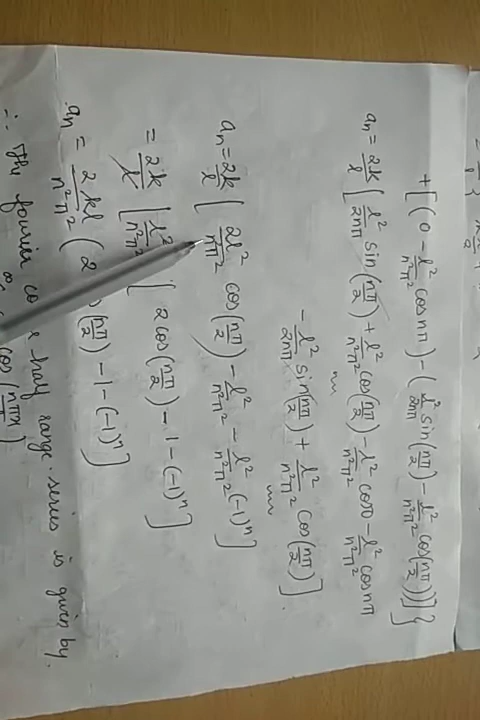 + [ (0 - l²/n²π² cos nπ) - (l²/2nπ sin(nπ/2) - l²/n²π² cos(nπ/2)) ] }
aₙ = 2k/l [ l²/2nπ sin(nπ/2) + l²/n²π² cos(nπ/2) - l²/n²π² cos0 - l²/n²π² cos nπ
- l²/2nπ sin(nπ/2) + l²/n²π² cos(nπ/2) ].
aₙ = 2k/l [ 2l²/n²π² cos(nπ/2) - l²/n²π² - l²/n²π² (-1)ⁿ ]
= 2k/l [ l²/n²π² [ 2 cos(nπ/2) - 1 - (-1)ⁿ ]
aₙ = 2kl/n²π² ( 2 (nπ/2) - 1 - (-1)ⁿ ]
∴ The fourier half range series is given by.
∞ cos(nπx